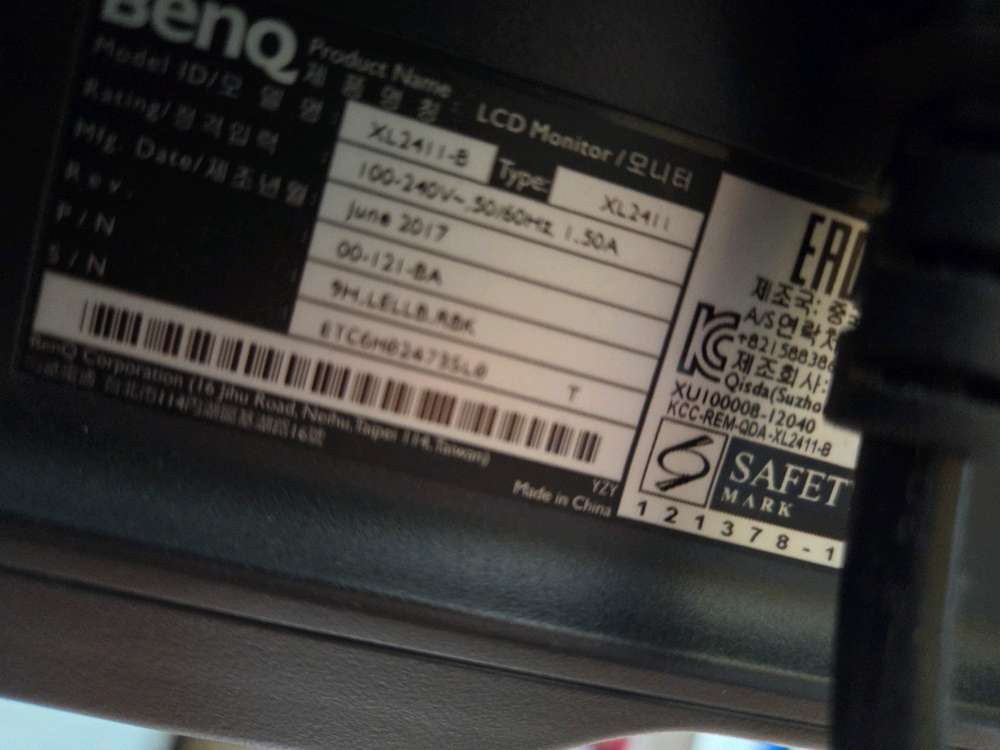 BenQ
Product Name
제품명칭: LCD Monitor/모니터
Model ID/모델명: XL2411-B Type: XL2411
Rating/정격입력: 100-240V~, 50/60Hz 1.50A
Mfg. Date/제조년월: June 2017
Rev. 00-121-BA
P/N 9H.LELLB.RBK
S/N ETC6H02473SL0 T
BenQ Corporation (16 Jihu Road, Neihu, Taipei 114, Taiwan)
YZY
Made in China
EAC
제조국:
A/S연락처
제조회사:
Qisda(Suzho
XU100008-12040
KCC-REM-QDA-XL2411-B
SAFET
MARK
121378-1